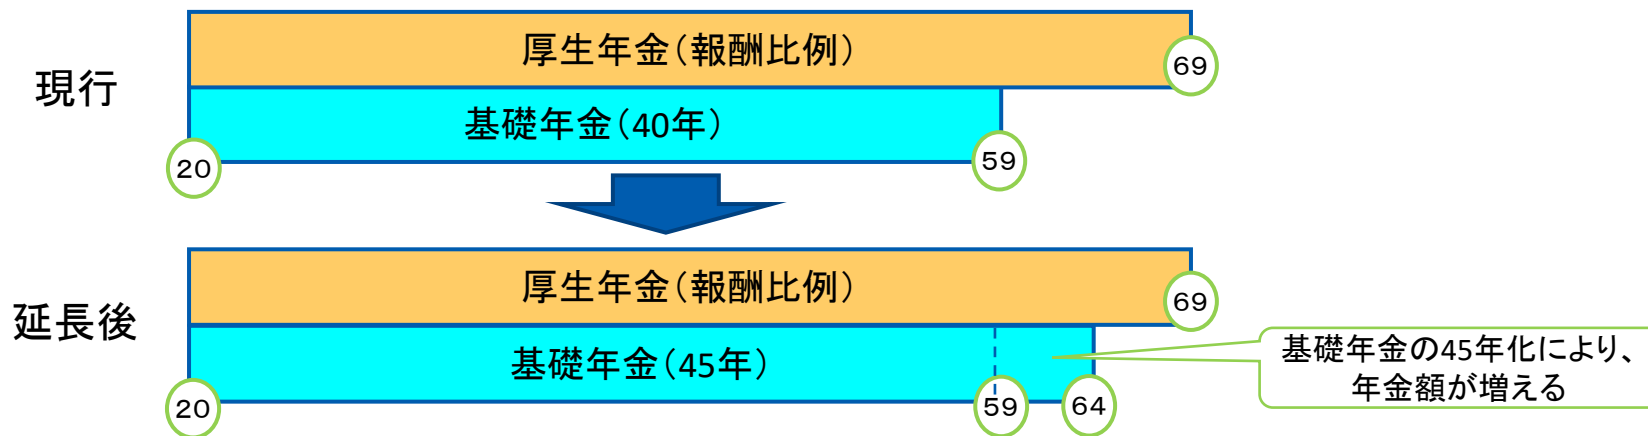 厚生年金（報酬比例）
69
現行
基礎年金（40年）
20
59
厚生年金（報酬比例）
69
延長後
基礎年金（45年）
20
59
64
基礎年金の45年化により、
年金額が増える